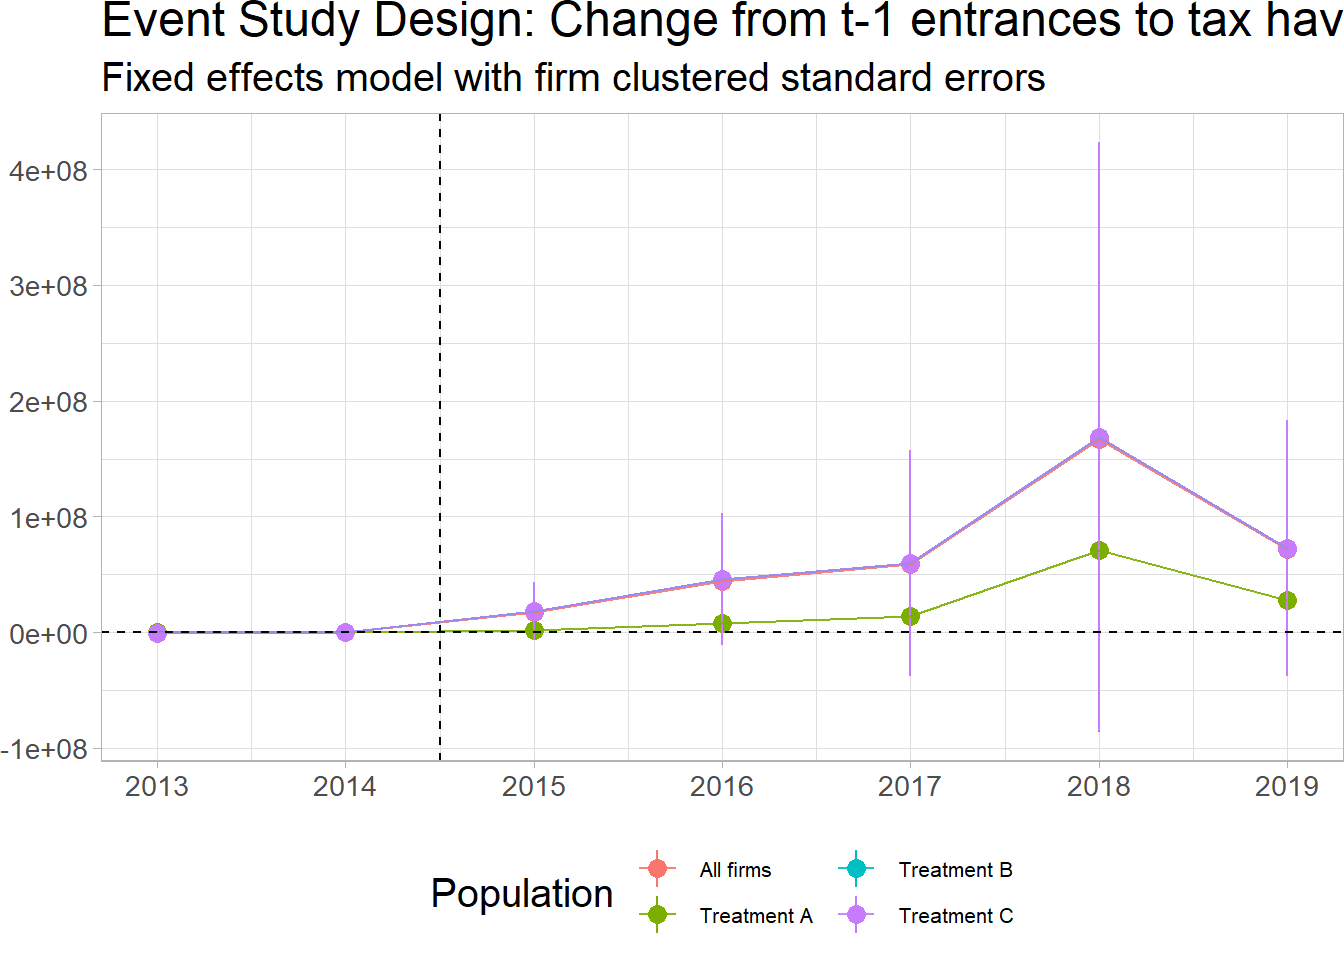 Event Study Design: Change from t-1 entrances to tax hav
Fixed effects model with firm clustered standard errors
4e+08
3e+08
2e+08
1e+08
0e+00
-1e+08
2013 2014 2015 2016 2017 2018 2019
Population
All firms
Treatment B
Treatment A
Treatment C